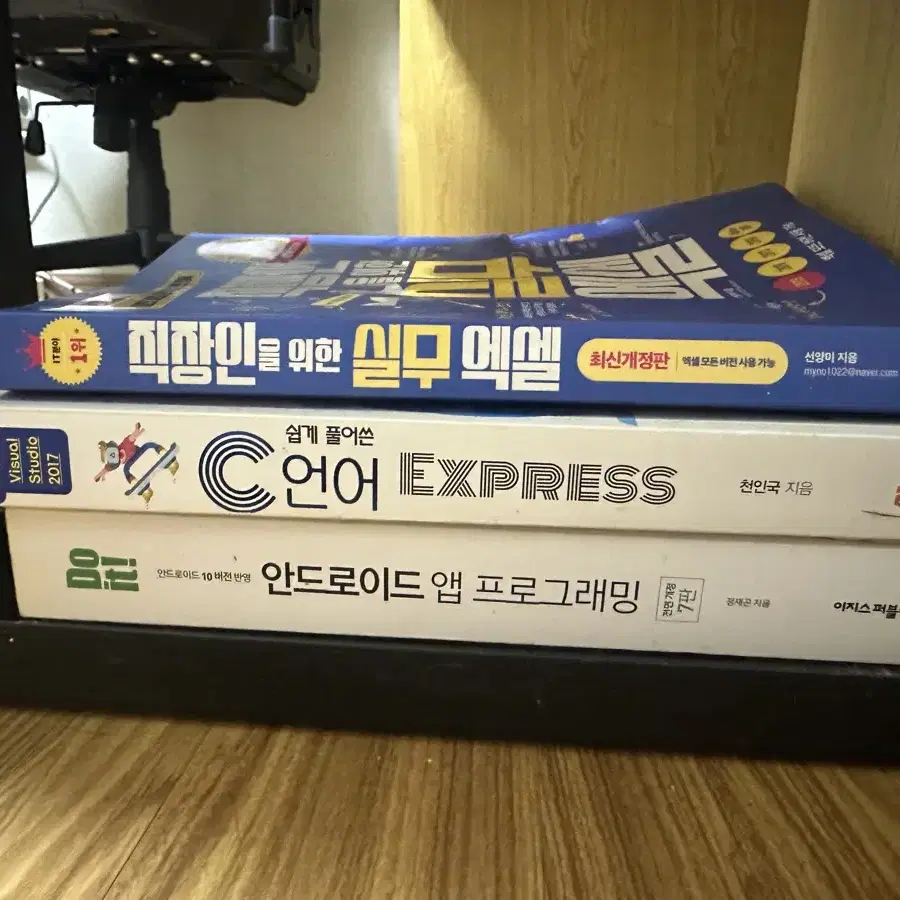 IT분야
1위
직장인을 위한 실무 엑셀
최신개정판
엑셀 모든 버전 사용 가능
선양미 지음
myno1022@naver.com
Visual
Studio
2017
쉽게 풀어쓴
C언어 EXPRESS
천인국 지음
Do
it!
안드로이드 10 버전 반영
안드로이드 앱 프로그래밍
전면 개정
7판
정재곤 지음
이지스 퍼블